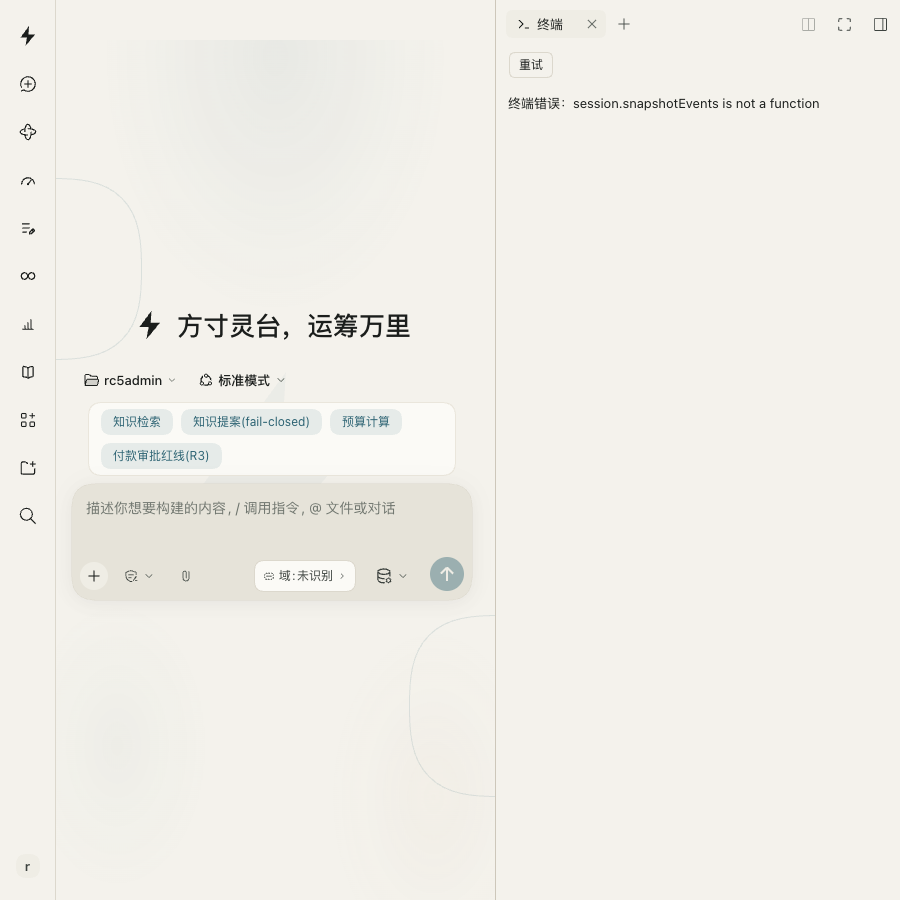 终端
重试
终端错误：session.snapshotEvents is not a function
方寸灵台，运筹万里
rc5admin 标准模式
知识检索 知识提案(fail-closed) 预算计算
付款审批红线(R3)
描述你想要构建的内容, / 调用指令, @ 文件或对话
域:未识别
r